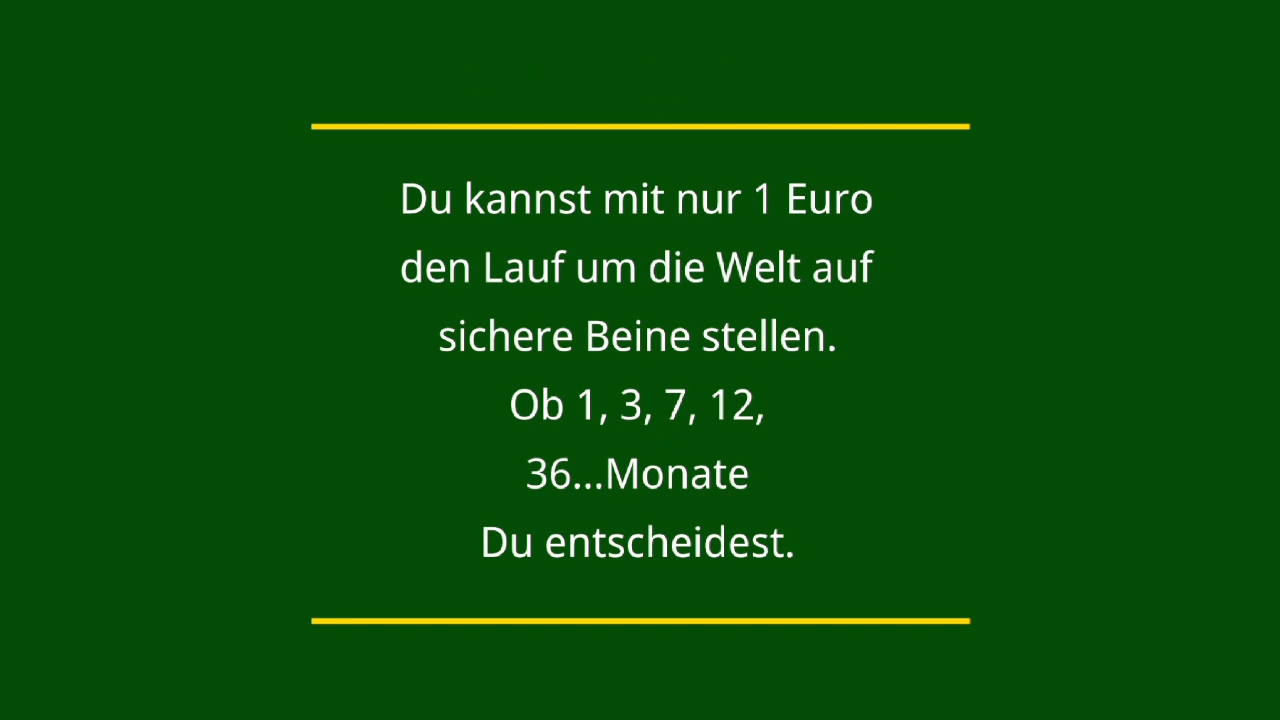 Du kannst mit nur 1 Euro
den Lauf um die Welt auf
sichere Beine stellen.
Ob 1, 3, 7, 12,
36...Monate
Du entscheidest.